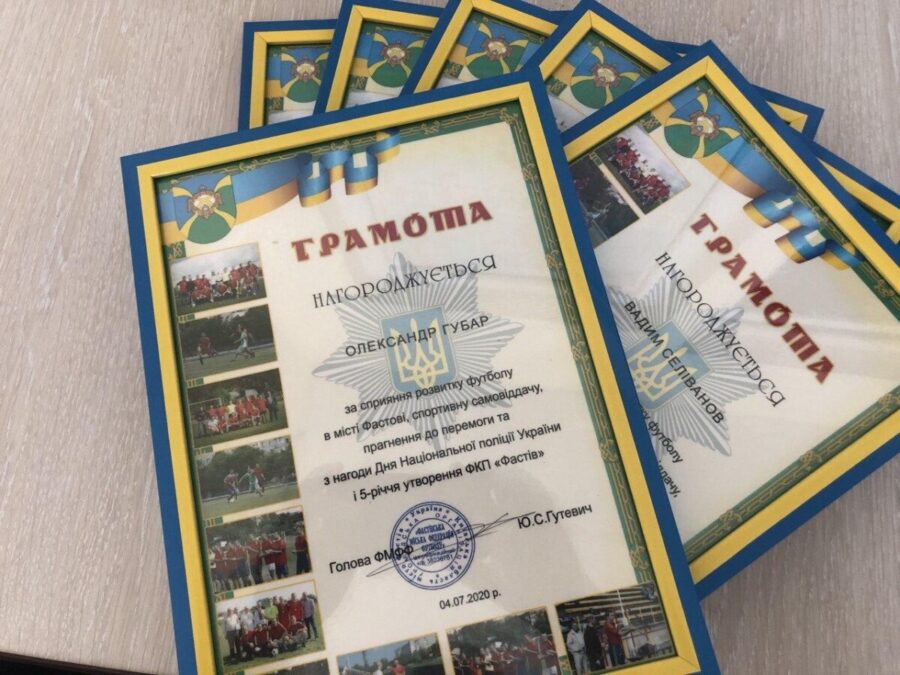 ГРАМОТА
НАГОРОДЖУЄТЬСЯ
ОЛЕКСАНДР ГУБАР
за сприяння розвитку футболу
в місті Фастові, спортивну самовіддачу,
прагнення до перемоги та
з нагоди Дня Національної поліції України
і 5-річчя утворення ФКП «Фастів»
Голова ФМФФ Ю.С.Гутевич
04.07.2020 р.
ГРАМОТА
НАГОРОДЖУЄТЬСЯ
ВАДИМ СЕЛІВАНОВ
футболу